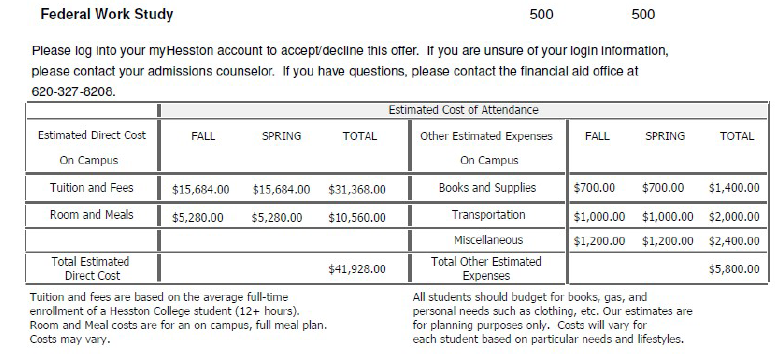 Federal Work Study 500 500
Please log into your myHesston account to accept/decline this offer. If you are unsure of your login information,
please contact your admissions counselor. If you have questions, please contact the financial aid office at
620-327-8208.
Estimated Cost of Attendance
Estimated Direct Cost FALL SPRING TOTAL Other Estimated Expenses FALL SPRING TOTAL
On Campus On Campus
Tuition and Fees $15,684.00 $15,684.00 $31,368.00 Books and Supplies $700.00 $700.00 $1,400.00
Room and Meals $5,280.00 $5,280.00 $10,560.00 Transportation $1,000.00 $1,000.00 $2,000.00
Miscellaneous $1,200.00 $1,200.00 $2,400.00
Total Estimated Direct Cost $41,928.00 Total Other Estimated Expenses $5,800.00
Tuition and fees are based on the average full-time
enrollment of a Hesston College student (12+ hours).
Room and Meal costs are for an on campus, full meal plan.
Costs may vary.
All students should budget for books, gas, and
personal needs such as clothing, etc. Our estimates are
for planning purposes only. Costs will vary for
each student based on particular needs and lifestyles.